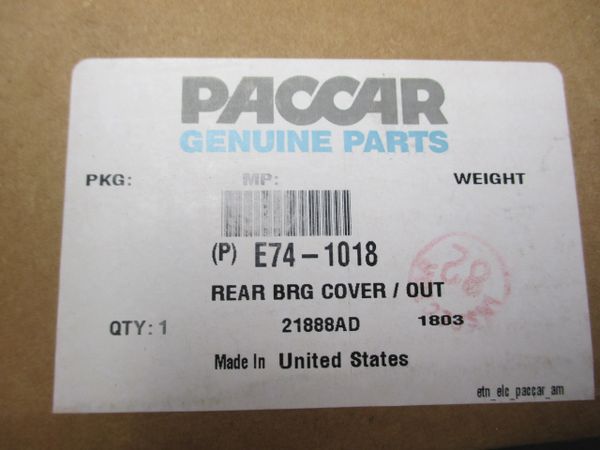 PACCAR
GENUINE PARTS
PKG: MP: WEIGHT
(P) E74-1018
REAR BRG COVER / OUT
QTY: 1 21888AD 1803
Made In United States
etn_elc_paccar_am